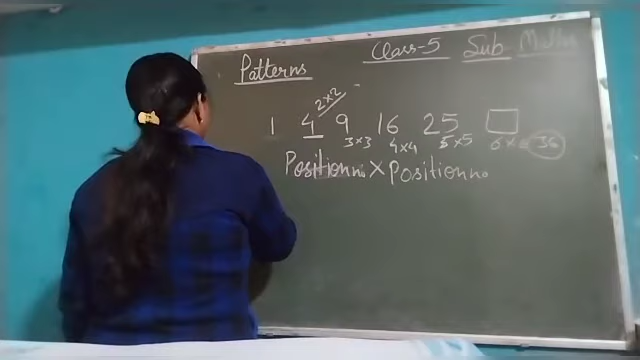 Patterns Class-5 Sub Maths
2×2
1 4 9 16 25
3×3 4×4 5×5 6×6 36
Position no. × Position no.